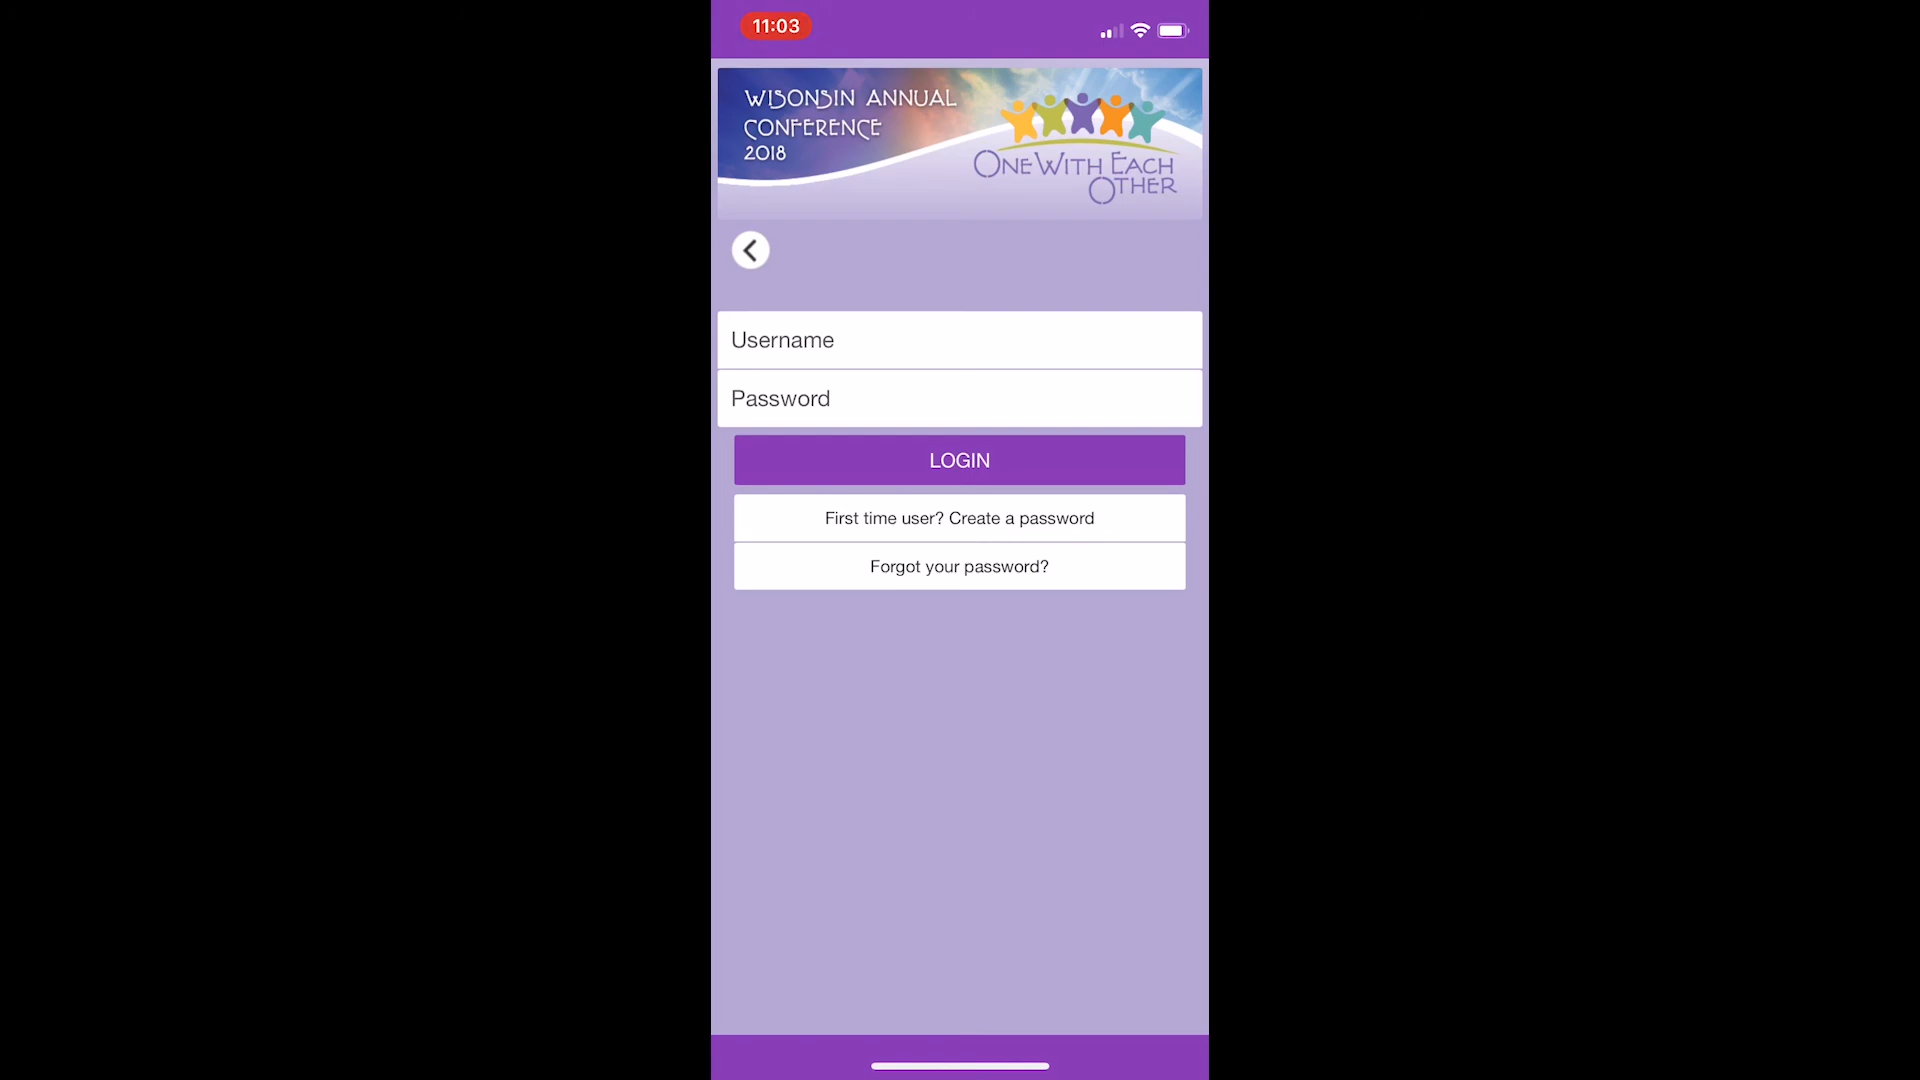 11:03
WISONSIN ANNUAL
CONFERENCE
2018
ONE WITH EACH
OTHER
Username
Password
LOGIN
First time user? Create a password
Forgot your password?